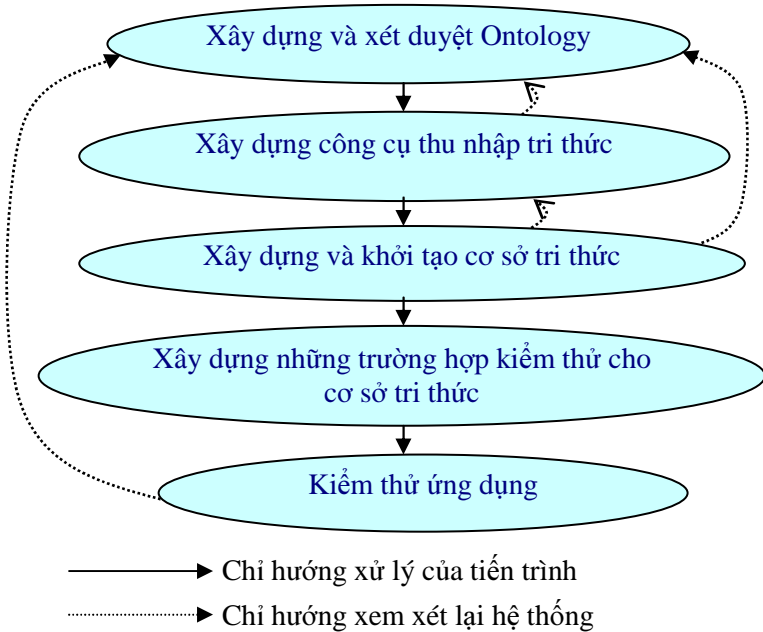 Xây dựng và xét duyệt Ontology
Xây dựng công cụ thu nhập tri thức
Xây dựng và khởi tạo cơ sở tri thức
Xây dựng những trường hợp kiểm thử cho
cơ sở tri thức
Kiểm thử ứng dụng
Chỉ hướng xử lý của tiến trình
Chỉ hướng xem xét lại hệ thống